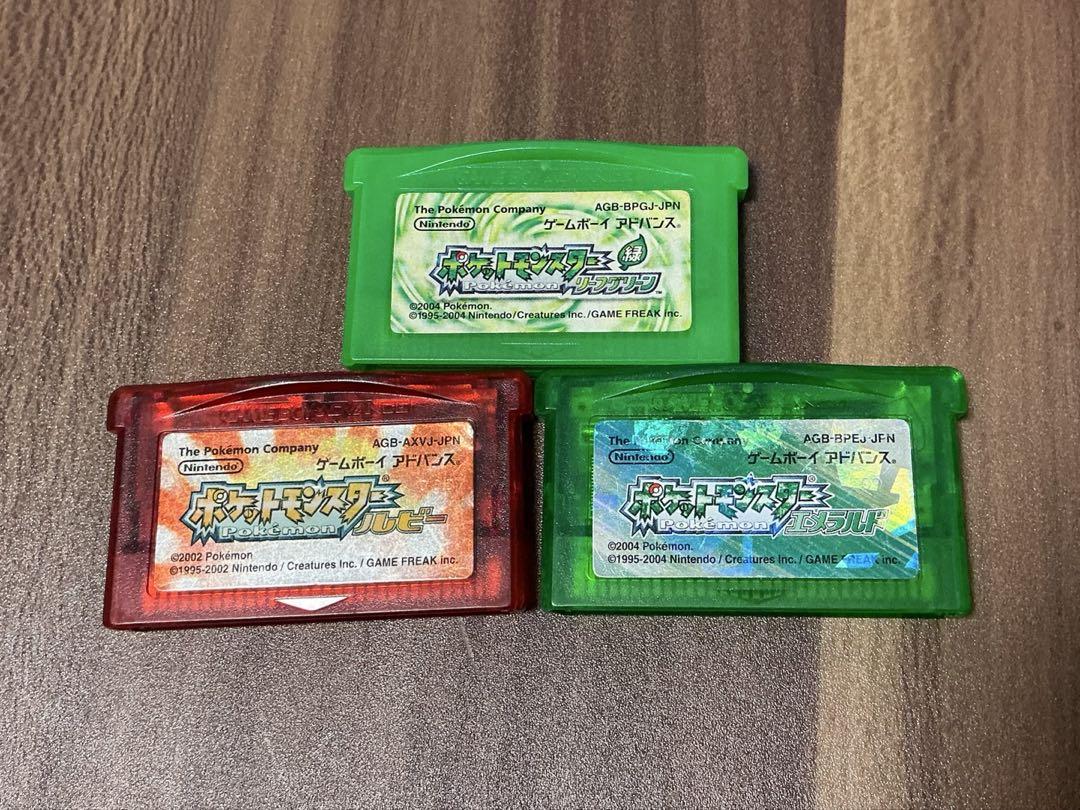 The Pokémon Company AGB-BPGJ-JPN
Nintendo ゲームボーイ アドバンス®
ポケットモンスター 緑
Pokémon リーフグリーン™
©2004 Pokémon.
©1995-2004 Nintendo/Creatures Inc./GAME FREAK inc.
The Pokémon Company AGB-AXVJ-JPN
Nintendo ゲームボーイ アドバンス®
ポケットモンスター®
Pokémon ルビー
©2002 Pokémon
©1995-2002 Nintendo / Creatures Inc. / GAME FREAK inc.
The Pokémon Company AGB-BPEJ-JPN
Nintendo ゲームボーイ アドバンス®
ポケットモンスター
Pokémon エメラルド
©2004 Pokémon.
©1995-2004 Nintendo / Creatures Inc. / GAME FREAK inc.